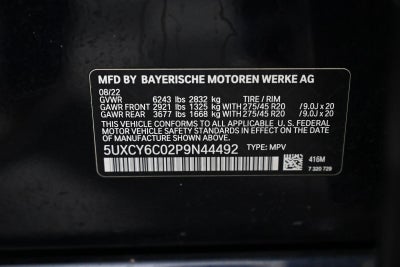 MFD BY BAYERISCHE MOTOREN WERKE AG
08/22
GVWR 6243 lbs 2832 kg TIRE / RIM
GAWR FRONT 2921 lbs 1325 kg WITH 275/45 R20 /9.0J x 20
GAWR REAR 3677 lbs 1668 kg WITH 275/45 R20 /9.0J x 20
THIS VEHICLE CONFORMS TO ALL APPLICABLE
U.S. FEDERAL MOTOR VEHICLE SAFETY AND
THEFT PREVENTION STANDARDS IN EFFECT ON THE DATE
OF MANUFACTURE SHOWN ABOVE.
5UXCY6C02P9N44492 TYPE: MPV
416M
7 320 729